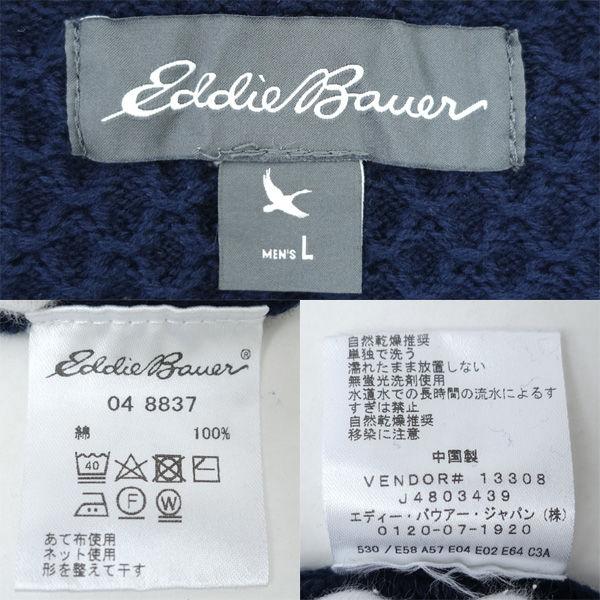 Eddie Bauer
MEN'S L
Eddie Bauer®
04 8837
綿 100%
40
F W
あて布使用
ネット使用
形を整えて干す
自然乾燥推奨
単独で洗う
濡れたまま放置しない
無蛍光洗剤使用
水道水での長時間の流水によるす
すぎは禁止
自然乾燥推奨
移染に注意
中国製
VENDOR# 13308
J4803439
エディー・バウアー・ジャパン(株)
0120-07-1920
530 / E58 A57 E04 E02 E64 C3A